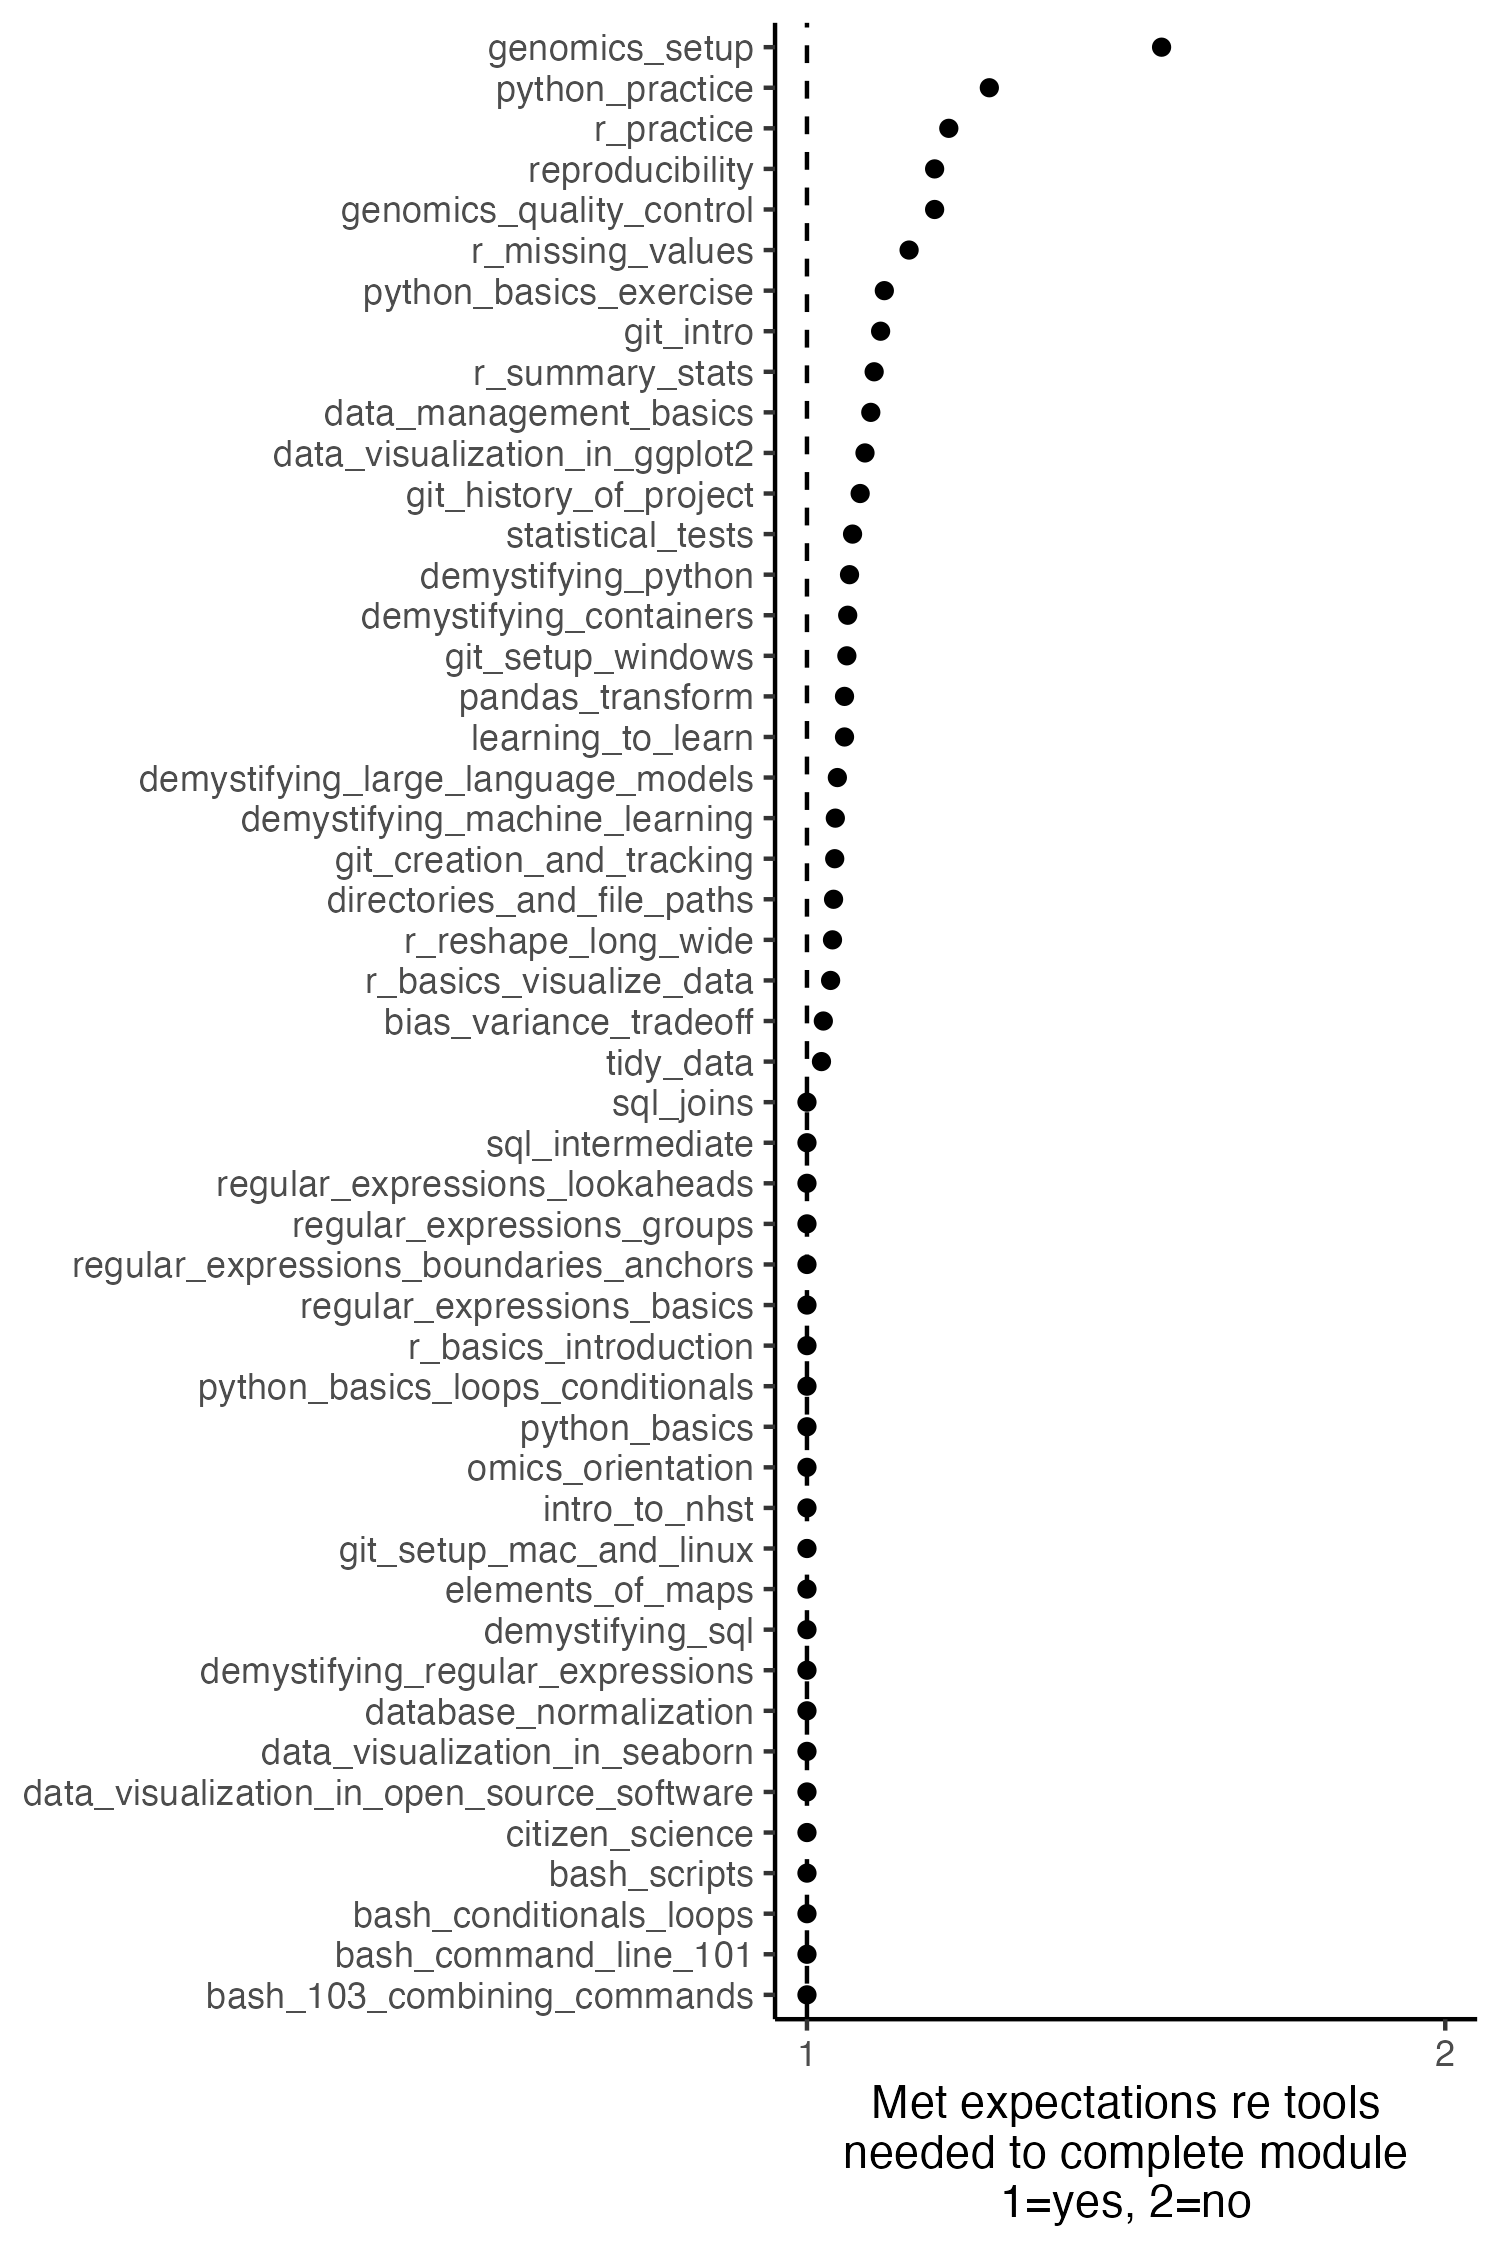 genomics_setup
python_practice
r_practice
reproducibility
genomics_quality_control
r_missing_values
python_basics_exercise
git_intro
r_summary_stats
data_management_basics
data_visualization_in_ggplot2
git_history_of_project
statistical_tests
demystifying_python
demystifying_containers
git_setup_windows
pandas_transform
learning_to_learn
demystifying_large_language_models
demystifying_machine_learning
git_creation_and_tracking
directories_and_file_paths
r_reshape_long_wide
r_basics_visualize_data
bias_variance_tradeoff
tidy_data
sql_joins
sql_intermediate
regular_expressions_lookaheads
regular_expressions_groups
regular_expressions_boundaries_anchors
regular_expressions_basics
r_basics_introduction
python_basics_loops_conditionals
python_basics
omics_orientation
intro_to_nhst
git_setup_mac_and_linux
elements_of_maps
demystifying_sql
demystifying_regular_expressions
database_normalization
data_visualization_in_seaborn
data_visualization_in_open_source_software
citizen_science
bash_scripts
bash_conditionals_loops
bash_command_line_101
bash_103_combining_commands
1 2
Met expectations re tools
needed to complete module
1=yes, 2=no